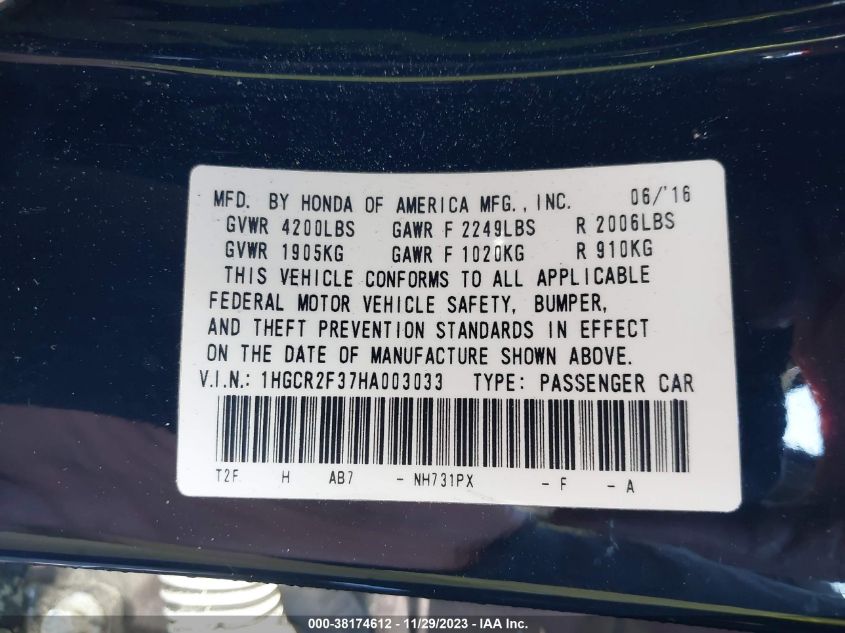 MFD. BY HONDA OF AMERICA MFG., INC. 06/'16
GVWR 4200LBS GAWR F 2249LBS R 2006LBS
GVWR 1905KG GAWR F 1020KG R 910KG
THIS VEHICLE CONFORMS TO ALL APPLICABLE
FEDERAL MOTOR VEHICLE SAFETY, BUMPER,
AND THEFT PREVENTION STANDARDS IN EFFECT
ON THE DATE OF MANUFACTURE SHOWN ABOVE.
V.I.N.: 1HGCR2F37HA003033 TYPE: PASSENGER CAR
T2F H AB7 - NH731PX - F - A
000-38174612 - 11/29/2023 - IAAI.com